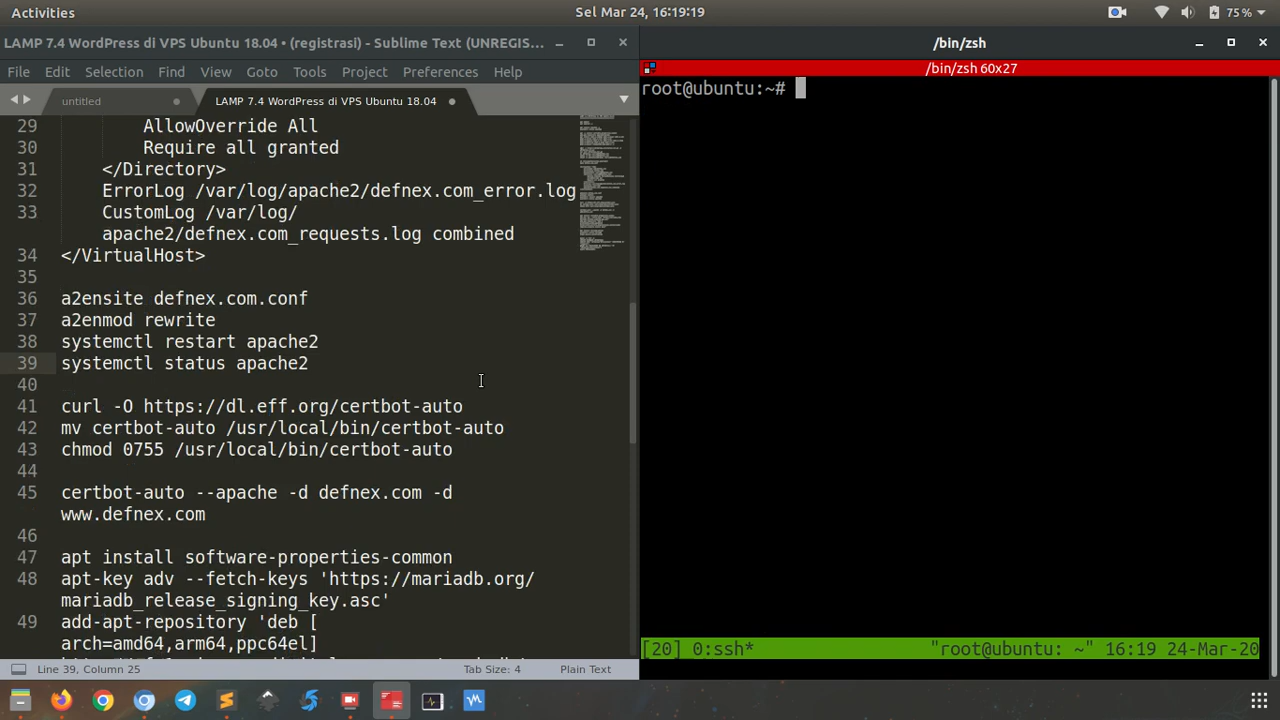 Activities
Sel Mar 24, 16:19:19
75%
LAMP 7.4 WordPress di VPS Ubuntu 18.04 • (registrasi) - Sublime Text (UNREGIS...
/bin/zsh
File Edit Selection Find View Goto Tools Project Preferences Help
/bin/zsh 60x27
untitled
LAMP 7.4 WordPress di VPS Ubuntu 18.04
root@ubuntu:~#
29 AllowOverride All
30 Require all granted
31 </Directory>
32 ErrorLog /var/log/apache2/defnex.com_error.log
33 CustomLog /var/log/
apache2/defnex.com_requests.log combined
34 </VirtualHost>
35
36 a2ensite defnex.com.conf
37 a2enmod rewrite
38 systemctl restart apache2
39 systemctl status apache2
40
41 curl -O https://dl.eff.org/certbot-auto
42 mv certbot-auto /usr/local/bin/certbot-auto
43 chmod 0755 /usr/local/bin/certbot-auto
44
45 certbot-auto --apache -d defnex.com -d
www.defnex.com
46
47 apt install software-properties-common
48 apt-key adv --fetch-keys 'https://mariadb.org/
mariadb_release_signing_key.asc'
49 add-apt-repository 'deb [
arch=amd64,arm64,ppc64el]
[20] 0:ssh*
"root@ubuntu: ~" 16:19 24-Mar-20
Line 39, Column 25
Tab Size: 4
Plain Text